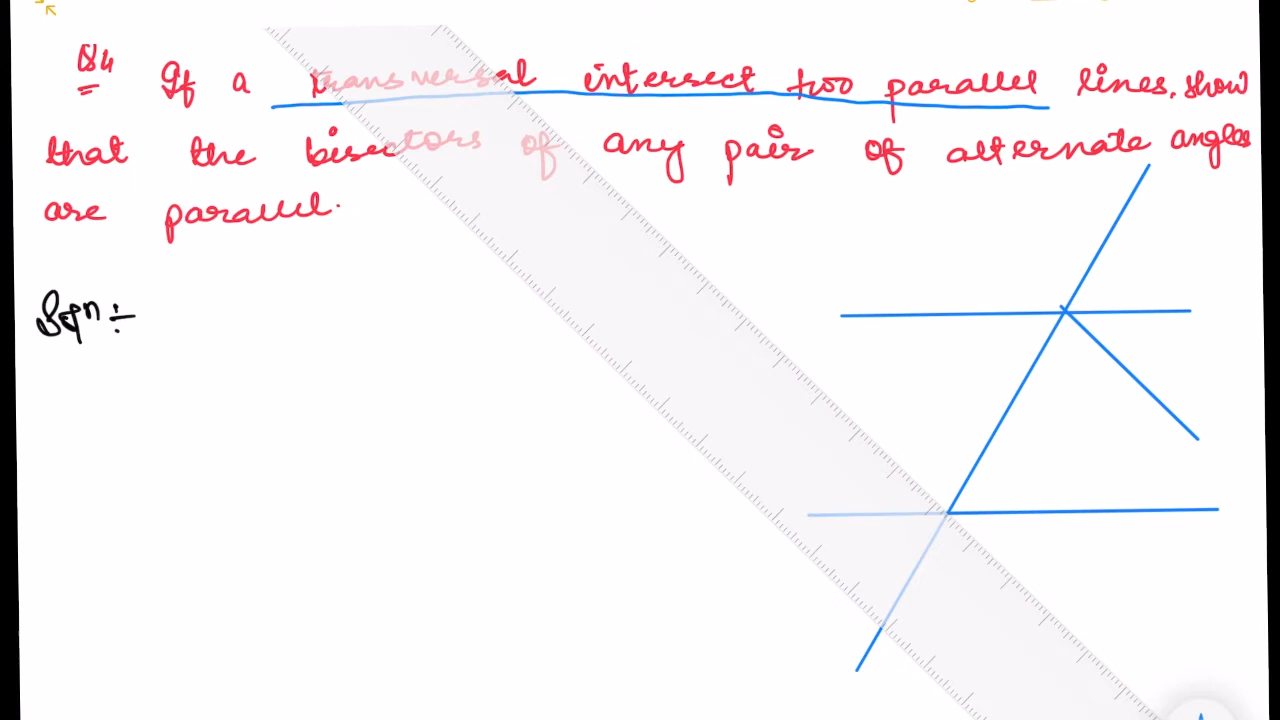 Q4 If a transversal intersect two parallel lines, show
that the bisectors of any pair of alternate angles
are parallel.
Solⁿ :-